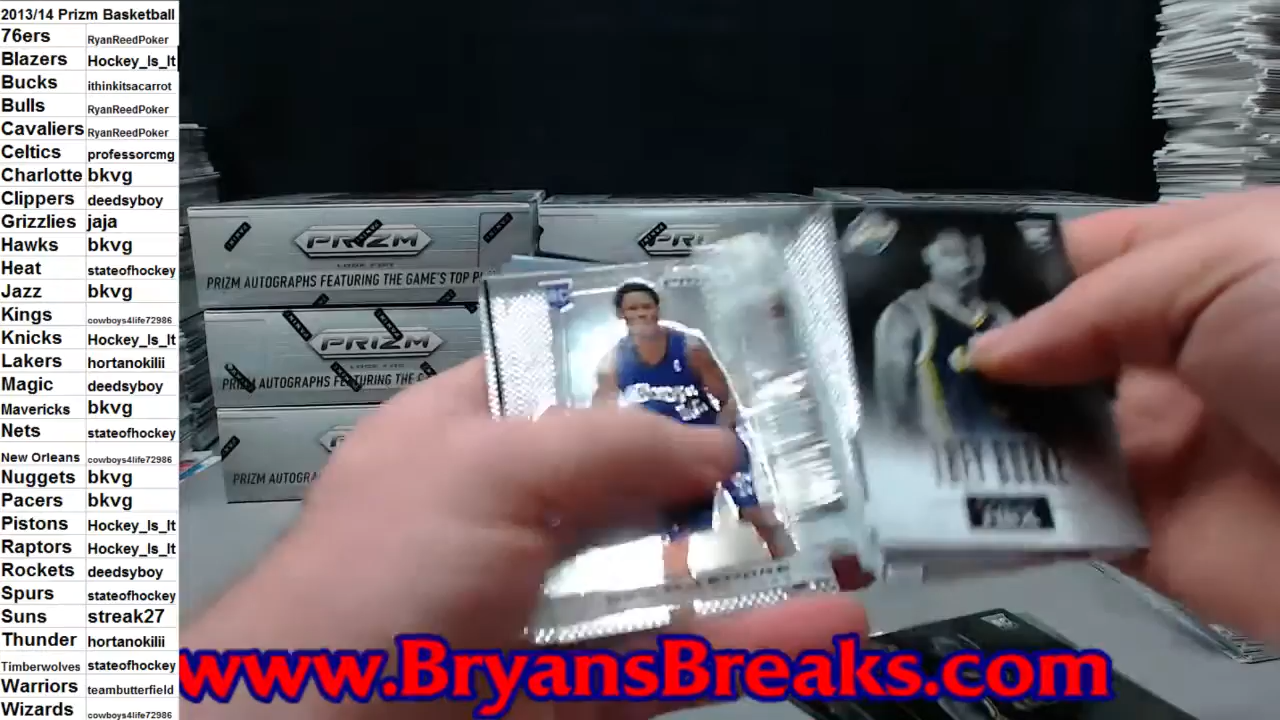 2013/14 Prizm Basketball
76ers RyanReedPoker
Blazers Hockey_Is_It
Bucks ithinkitsacarrot
Bulls RyanReedPoker
Cavaliers RyanReedPoker
Celtics professorcmg
Charlotte bkvg
Clippers deedsyboy
Grizzlies jaja
Hawks bkvg
Heat stateofhockey
Jazz bkvg
Kings cowboys4life72986
Knicks Hockey_Is_It
Lakers hortanokilii
Magic deedsyboy
Mavericks bkvg
Nets stateofhockey
New Orleans cowboys4life72986
Nuggets bkvg
Pacers bkvg
Pistons Hockey_Is_It
Raptors Hockey_Is_It
Rockets deedsyboy
Spurs stateofhockey
Suns streak27
Thunder hortanokilii
Timberwolves stateofhockey
Warriors teambutterfield
Wizards cowboys4life72986
PRIZM
PRIZM AUTOGRAPHS FEATURING THE GAME'S TOP
PRIZM
PRIZM AUTOGRAPHS FEATURING THE
PRIZM
RC
www.BryansBreaks.com